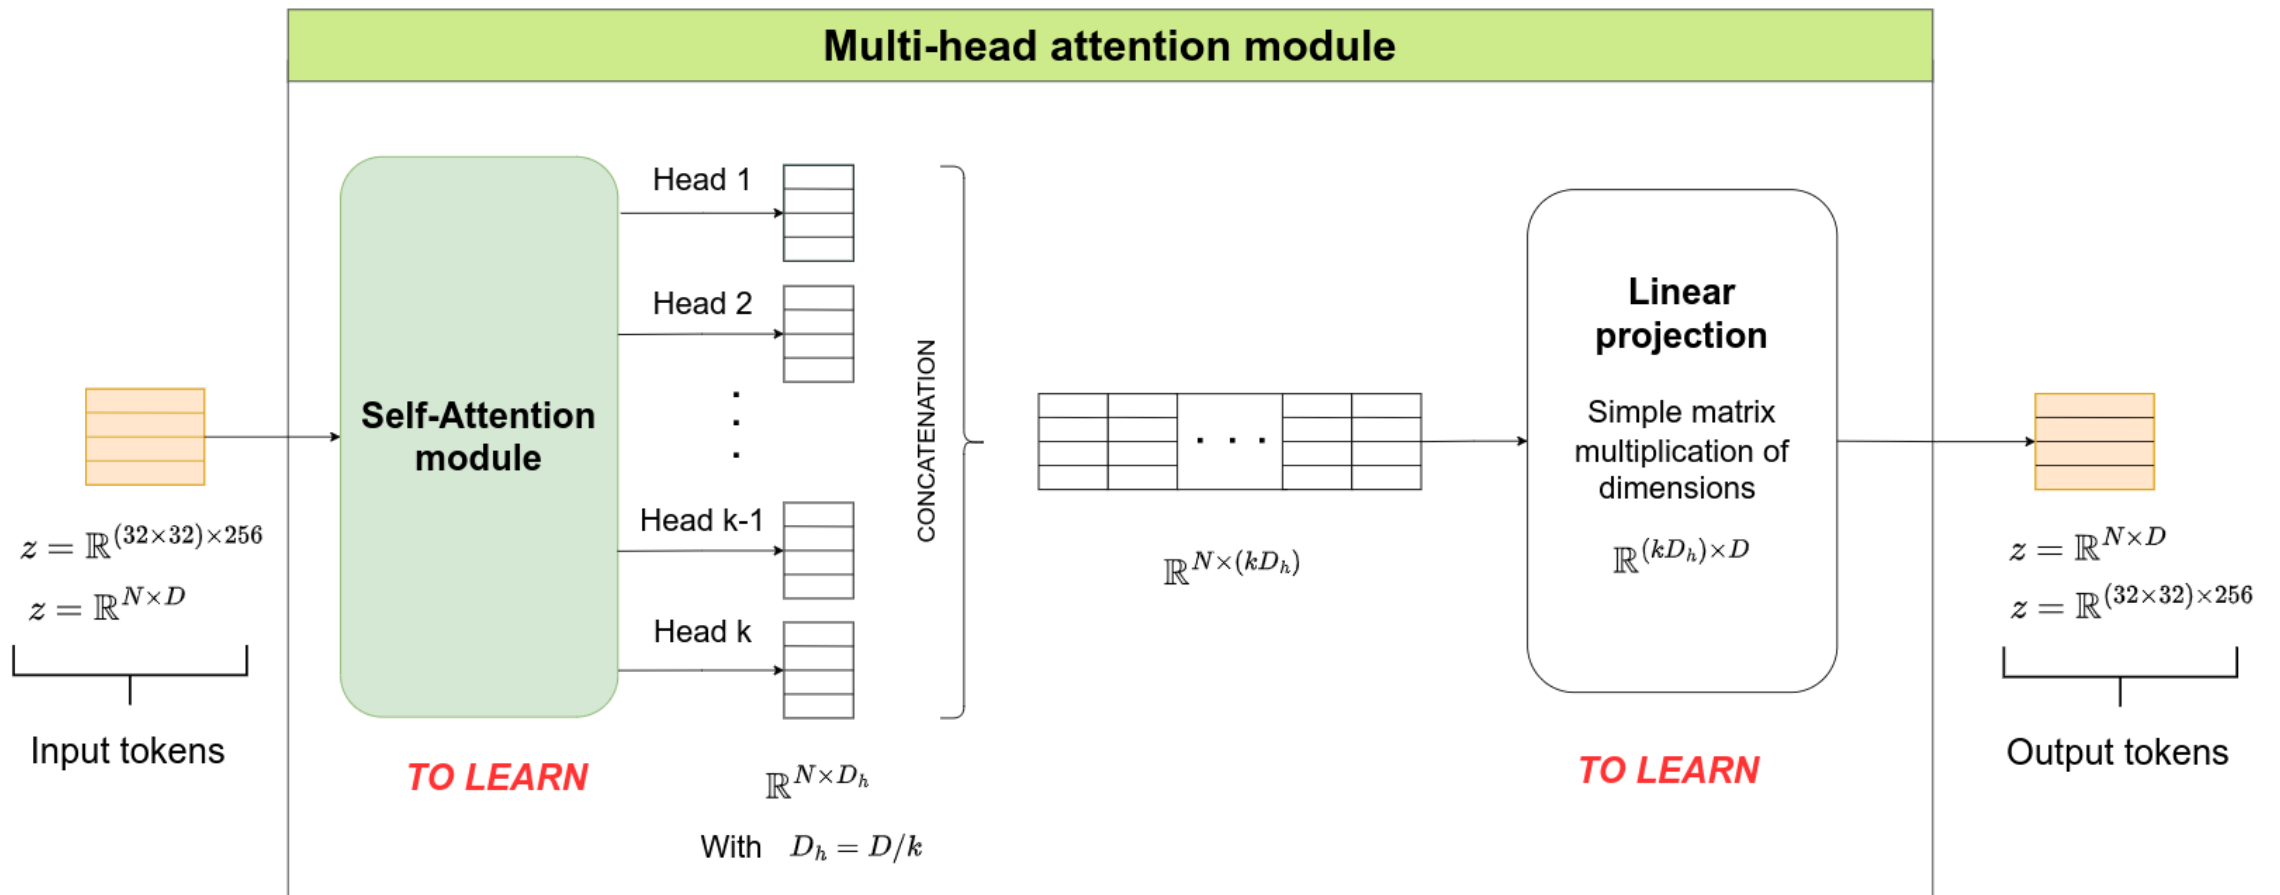 Multi-head attention module
Head 1
Head 2
.
.
.
Head k-1
Head k
Self-Attention
module
CONCATENATION
. . .
Linear
projection
Simple matrix
multiplication of
dimensions
ℝ^{(kD_h)×D}
z = ℝ^{(32×32)×256}
z = ℝ^{N×D}
Input tokens
TO LEARN
ℝ^{N×D_h}
With D_h = D/k
ℝ^{N×(kD_h)}
TO LEARN
z = ℝ^{N×D}
z = ℝ^{(32×32)×256}
Output tokens